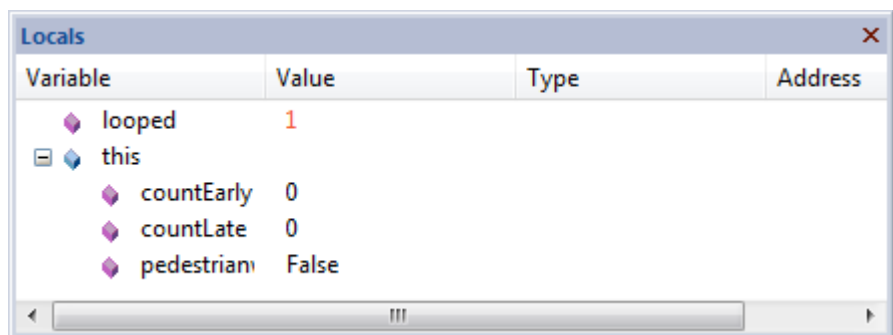 Locals
Variable Value Type Address
looped 1
this
countEarly 0
countLate 0
pedestrian False